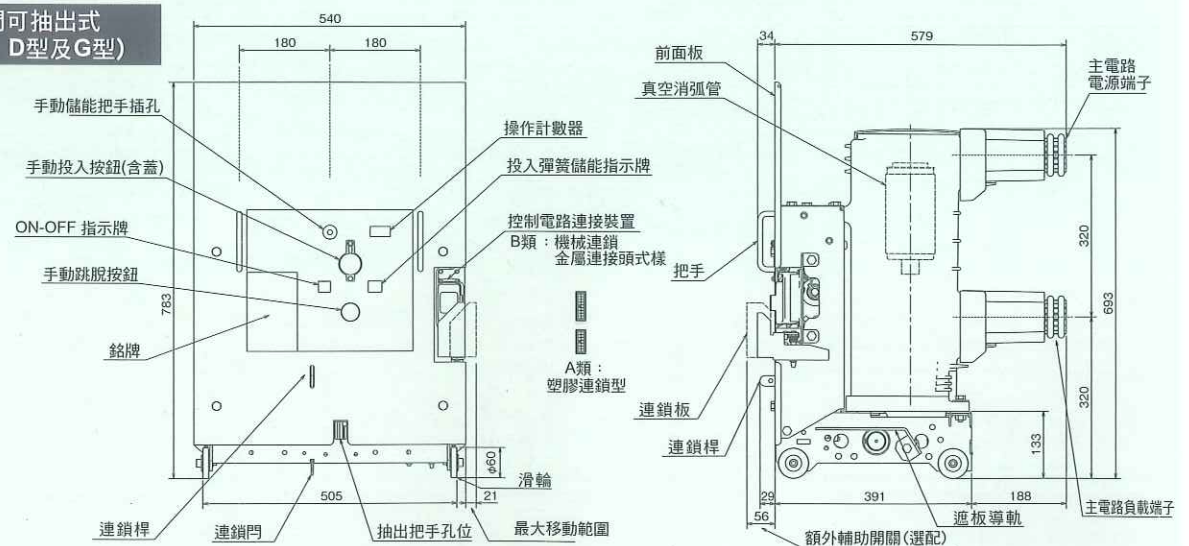 門可抽出式
D型及G型)
540
180
180
手動儲能把手插孔
操作計數器
手動投入按鈕(含蓋)
投入彈簧儲能指示牌
ON-OFF 指示牌
控制電路連接裝置
B類：機械連鎖
金屬連接頭式樣
手動跳脫按鈕
783
銘牌
A類：
塑膠連鎖型
ϕ60
滑輪
505
21
連鎖桿
連鎖閂
抽出把手孔位
最大移動範圍
34
579
前面板
主電路
電源端子
真空消弧管
把手
320
693
連鎖板
320
連鎖桿
133
29
391
188
56
遮板導軌
主電路負載端子
額外輔助開關(選配)